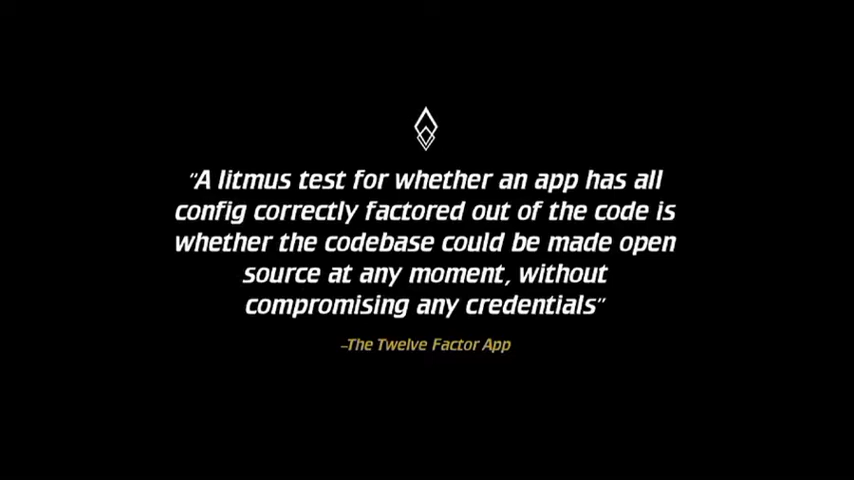 "A litmus test for whether an app has all
config correctly factored out of the code is
whether the codebase could be made open
source at any moment, without
compromising any credentials"
–The Twelve Factor App